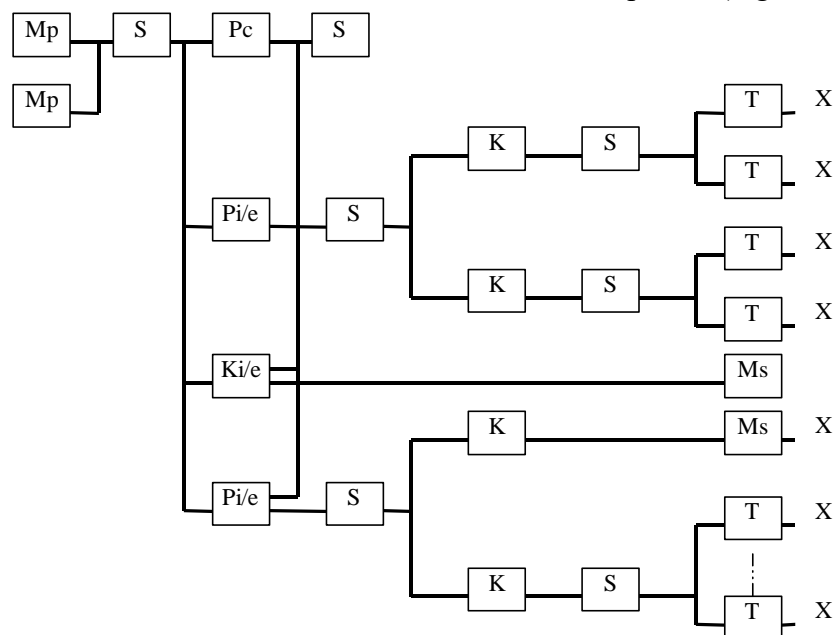 Mp S Pc S
Mp T X
K S
T X
Pi/e S T X
K S
T X
Ki/e Ms
K Ms X
Pi/e S T X
K S
T X